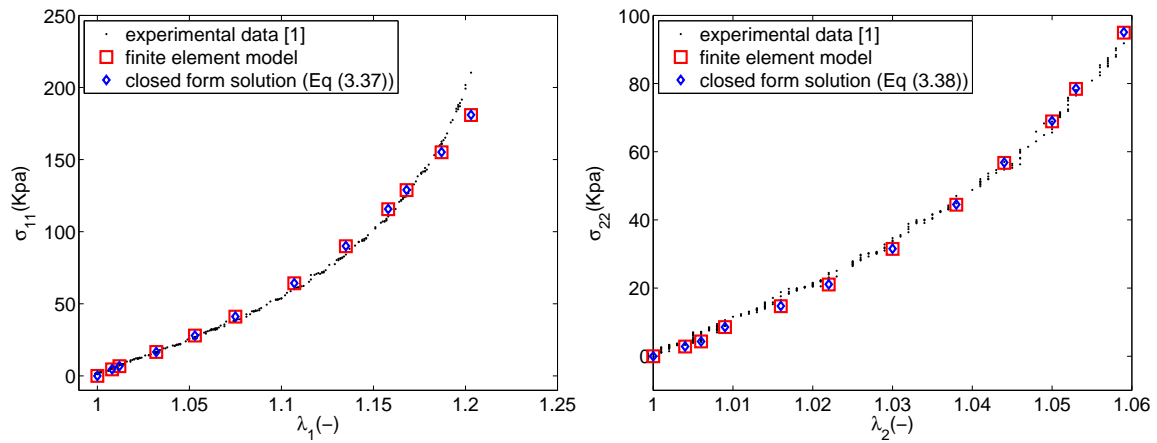 250
200
150
100
50
0
σ11(Kpa)
experimental data [1]
finite element model
closed form solution (Eq (3.37))
1 1.05 1.1 1.15 1.2 1.25
λ1(−)
100
80
60
40
20
0
σ22(Kpa)
experimental data [1]
finite element model
closed form solution (Eq (3.38))
1 1.01 1.02 1.03 1.04 1.05 1.06
λ2(−)